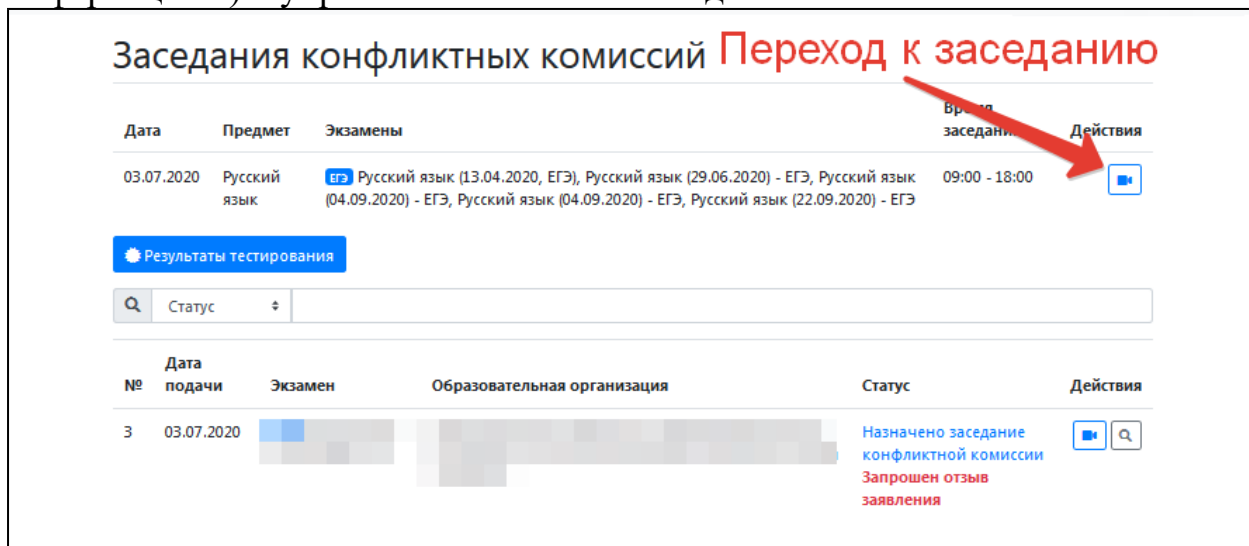 Заседания конфликтных комиссий Переход к заседанию
Дата Предмет Экзамены Время заседания Действия
03.07.2020 Русский язык ЕГЭ Русский язык (13.04.2020, ЕГЭ), Русский язык (29.06.2020) - ЕГЭ, Русский язык 09:00 - 18:00
(04.09.2020) - ЕГЭ, Русский язык (04.09.2020) - ЕГЭ, Русский язык (22.09.2020) - ЕГЭ
Результаты тестирования
Статус
№ Дата подачи Экзамен Образовательная организация Статус Действия
3 03.07.2020 Назначено заседание
конфликтной комиссии
Запрошен отзыв
заявления